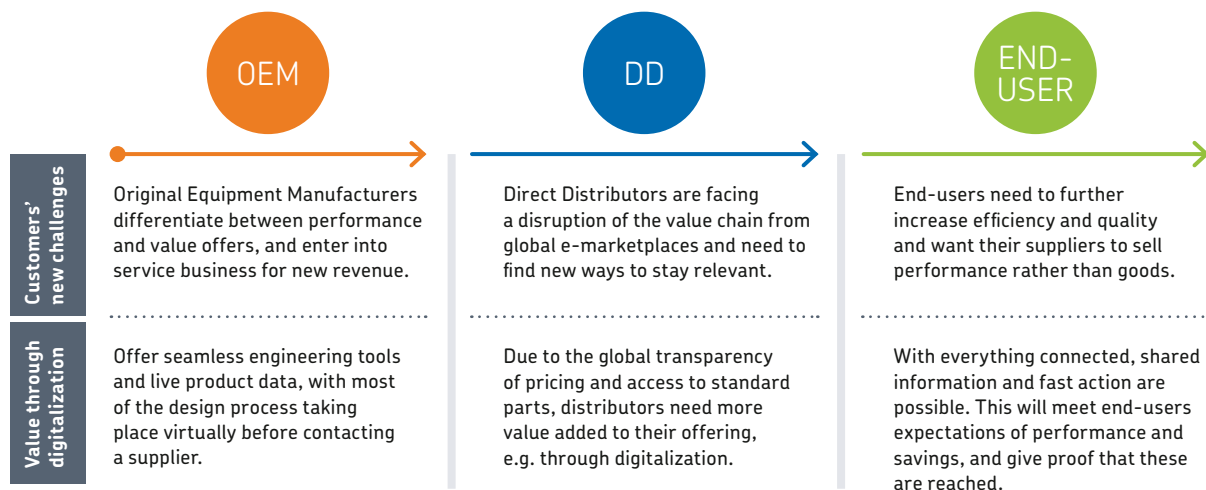 OEM
DD
END-
USER
Customers'
new challenges
Original Equipment Manufacturers
differentiate between performance
and value offers, and enter into
service business for new revenue.
Direct Distributors are facing
a disruption of the value chain from
global e-marketplaces and need to
find new ways to stay relevant.
End-users need to further
increase efficiency and quality
and want their suppliers to sell
performance rather than goods.
Value through
digitalization
Offer seamless engineering tools
and live product data, with most
of the design process taking
place virtually before contacting
a supplier.
Due to the global transparency
of pricing and access to standard
parts, distributors need more
value added to their offering,
e.g. through digitalization.
With everything connected, shared
information and fast action are
possible. This will meet end-users
expectations of performance and
savings, and give proof that these
are reached.